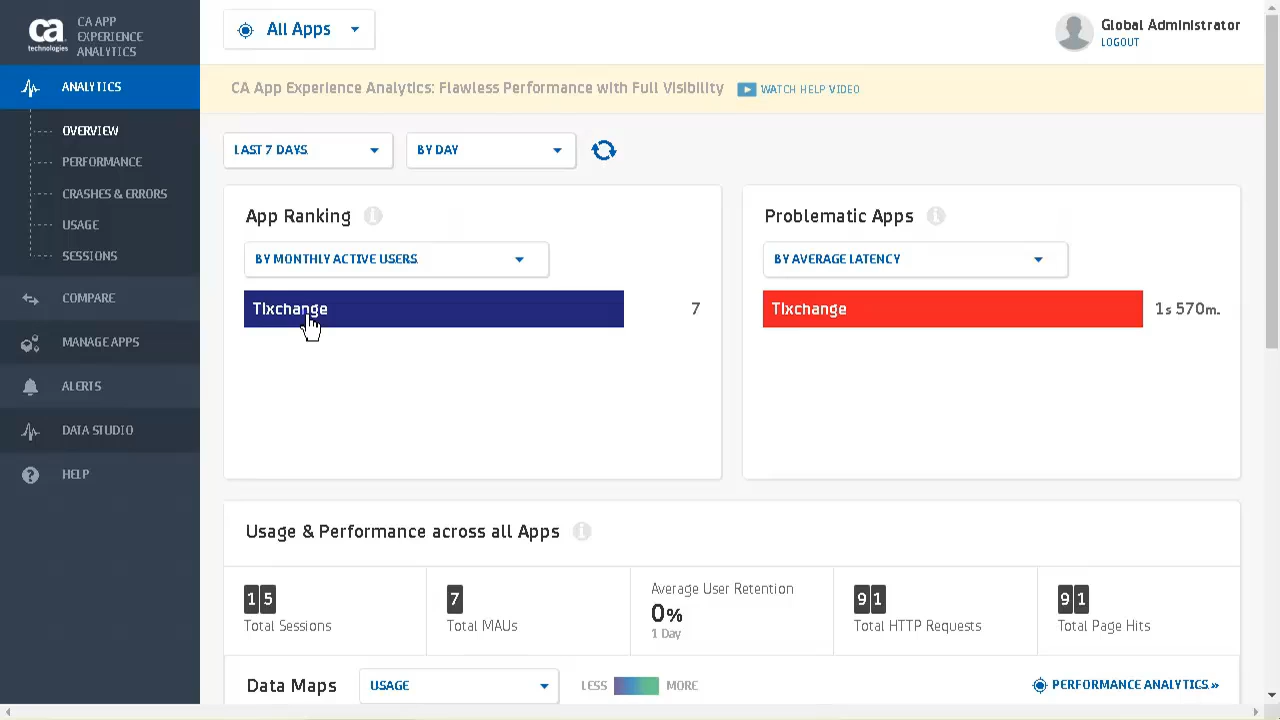 ca
technologies
CA APP
EXPERIENCE
ANALYTICS
ANALYTICS
OVERVIEW
PERFORMANCE
CRASHES & ERRORS
USAGE
SESSIONS
COMPARE
MANAGE APPS
ALERTS
DATA STUDIO
HELP
All Apps
Global Administrator
LOGOUT
CA App Experience Analytics: Flawless Performance with Full Visibility
WATCH HELP VIDEO
LAST 7 DAYS
BY DAY
App Ranking
BY MONTHLY ACTIVE USERS
Tixchange 7
Problematic Apps
BY AVERAGE LATENCY
Tixchange 1s 570m.
Usage & Performance across all Apps
15
Total Sessions
7
Total MAUs
Average User Retention
0%
1 Day
91
Total HTTP Requests
91
Total Page Hits
Data Maps
USAGE
LESS MORE
PERFORMANCE ANALYTICS »